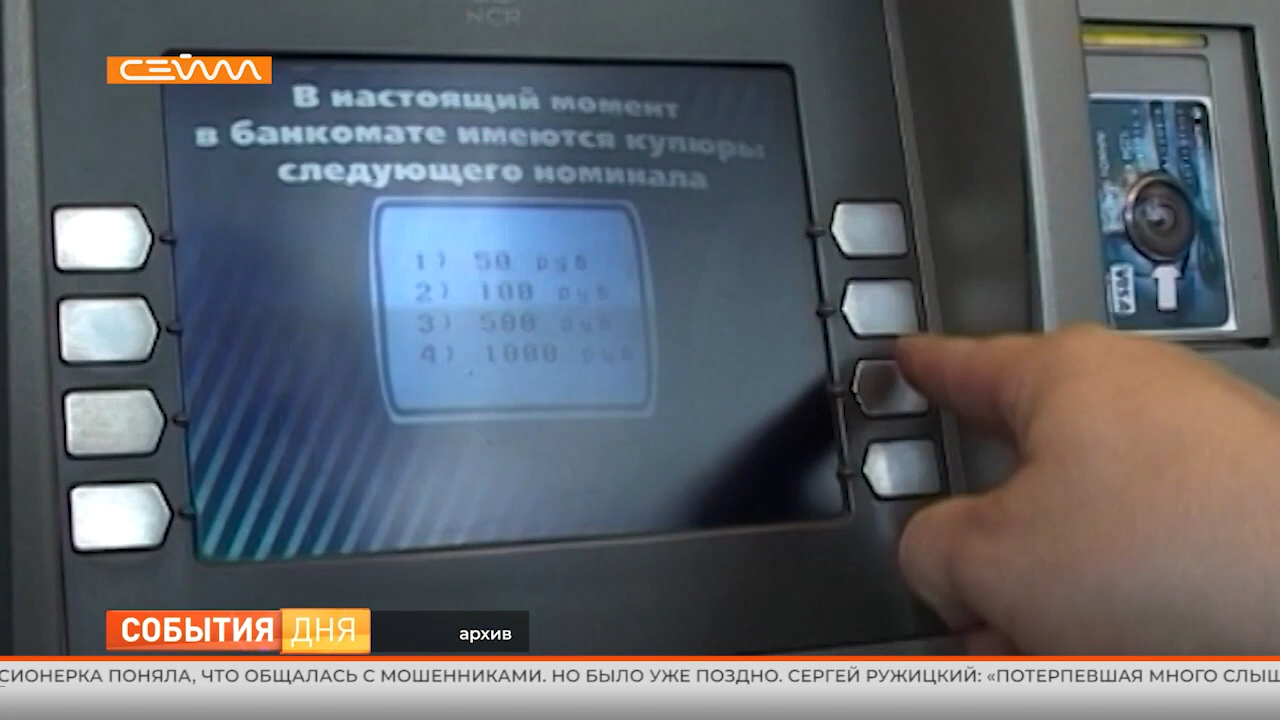 NCR
СЕЙМ
В настоящий момент
в банкомате имеются купюры
следующего номинала
1) 50 руб
2) 100 руб
3) 500 руб
4) 1000 руб
VISA
СОБЫТИЯ ДНЯ
архив
СИОНЕРКА ПОНЯЛА, ЧТО ОБЩАЛАСЬ С МОШЕННИКАМИ. НО БЫЛО УЖЕ ПОЗДНО. СЕРГЕЙ РУЖИЦКИЙ: «ПОТЕРПЕВШАЯ МНОГО СЛЫШ